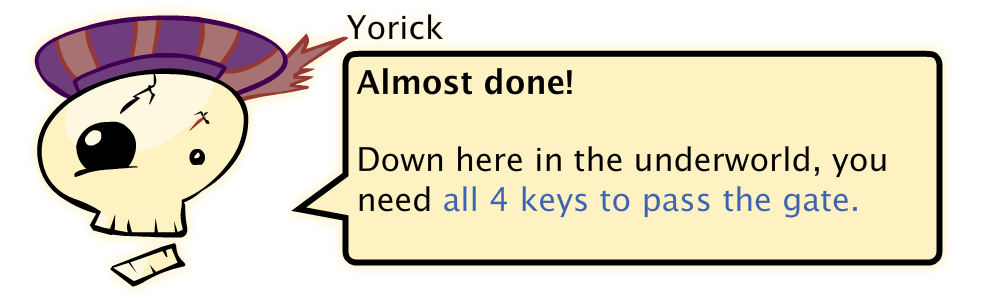 Yorick
Almost done!
Down here in the underworld, you
need all 4 keys to pass the gate.